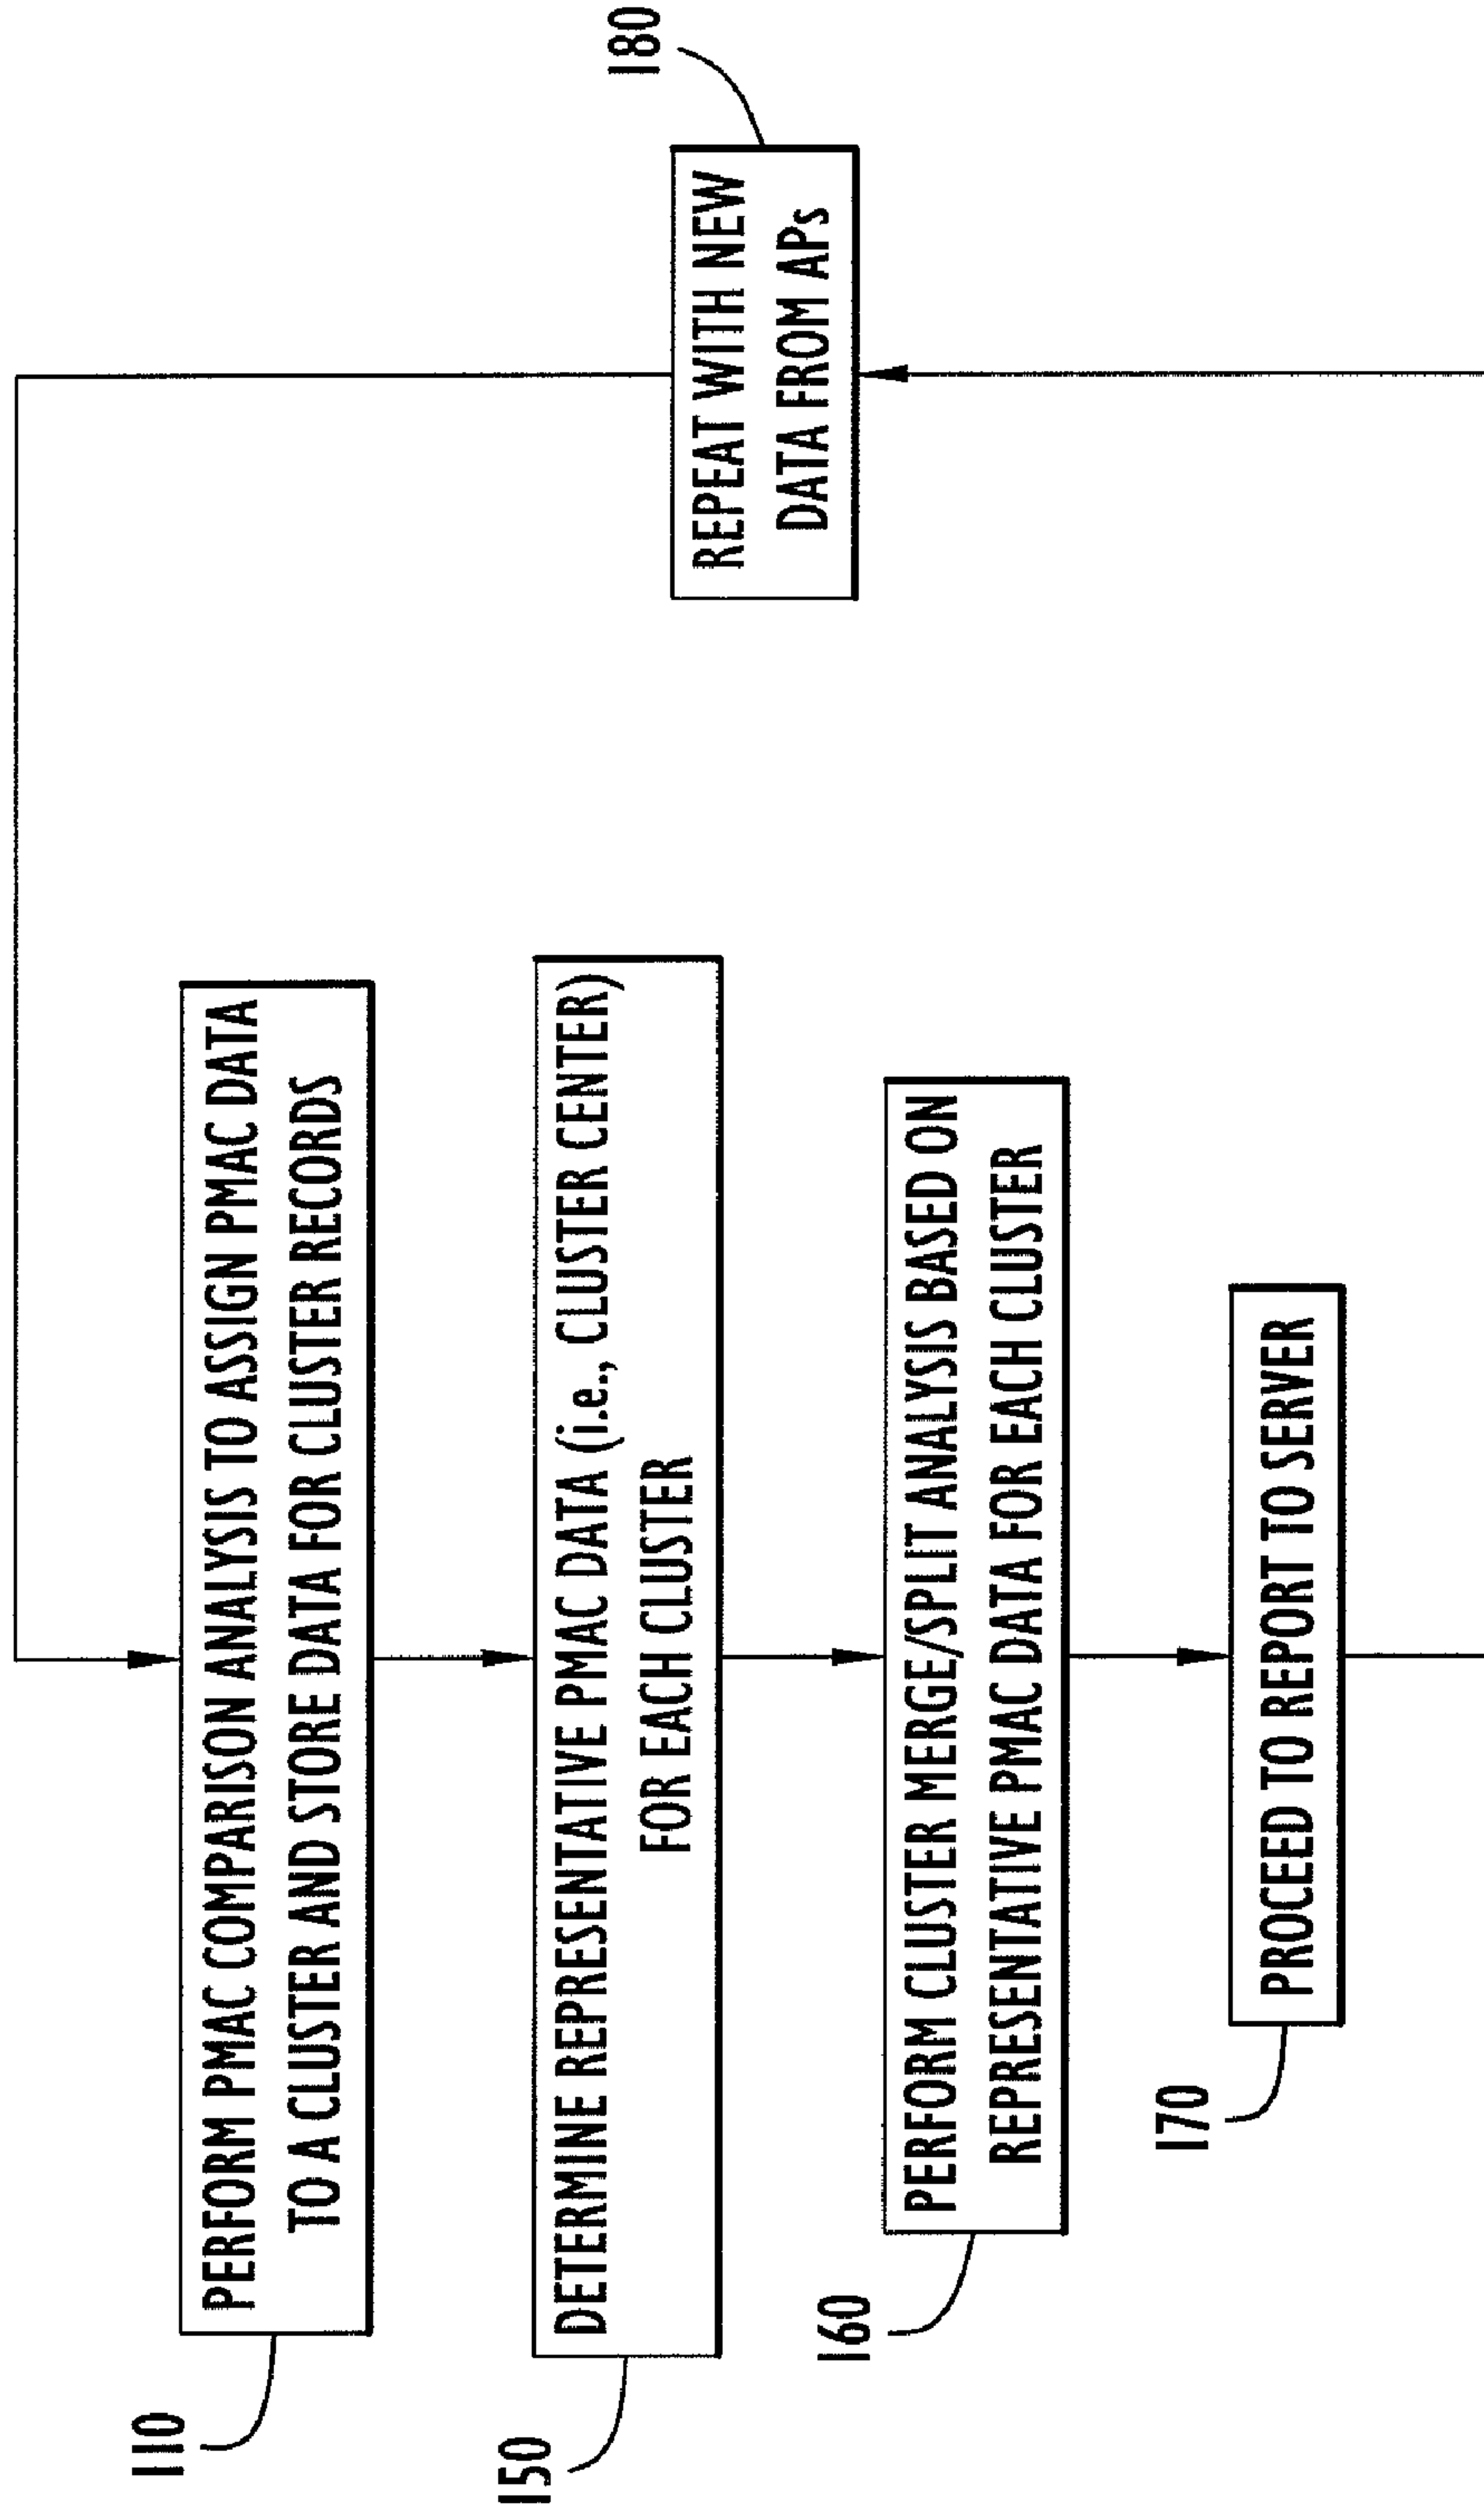 110
PERFORM PMAC COMPARISON ANALYSIS TO ASSIGN PMAC DATA
TO A CLUSTER AND STORE DATA FOR CLUSTER RECORDS
150
DETERMINE REPRESENTATIVE PMAC DATA (i.e., CLUSTER CENTER)
FOR EACH CLUSTER
160
PERFORM CLUSTER MERGE/SPLIT ANALYSIS BASED ON
REPRESENTATIVE PMAC DATA FOR EACH CLUSTER
170
PROCEED TO REPORT TO SERVER
180
REPEAT WITH NEW
DATA FROM APs